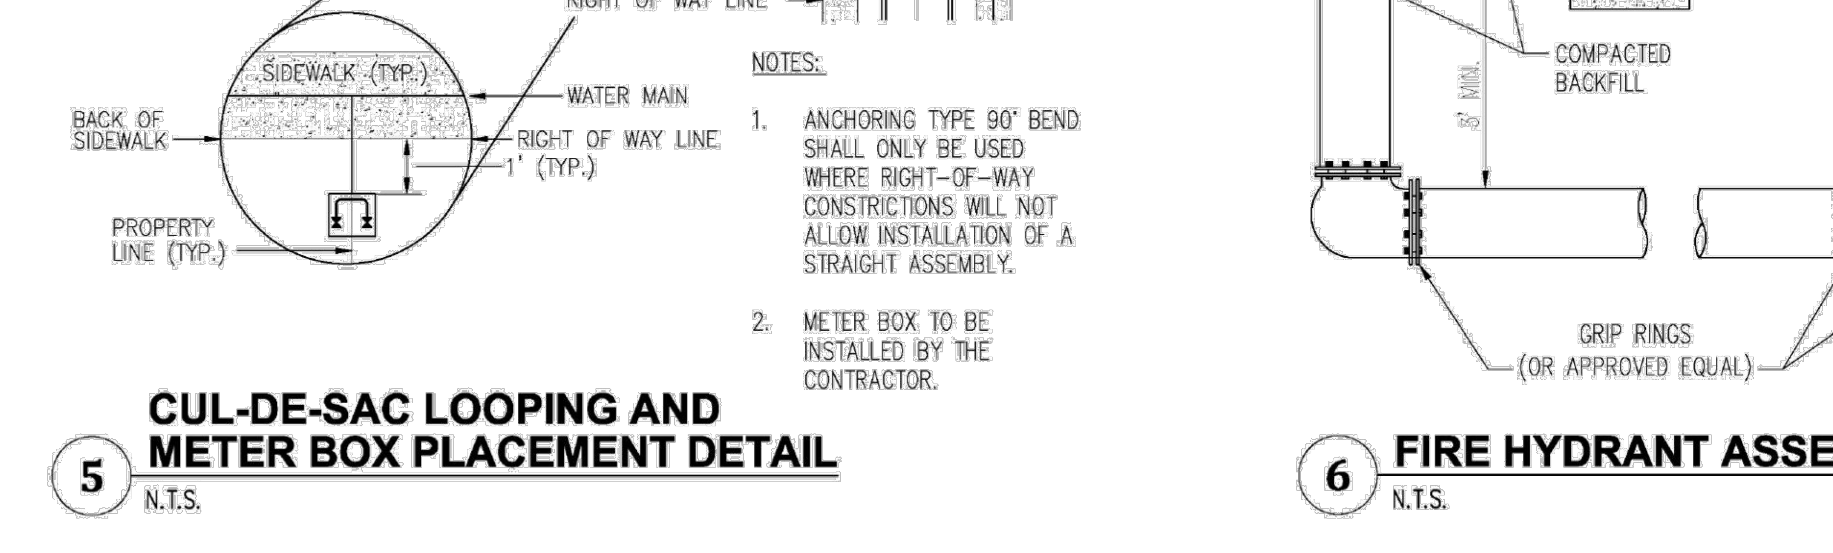 RIGHT OF WAY LINE
SIDEWALK (TYP.)
WATER MAIN
BACK OF
SIDEWALK
RIGHT OF WAY LINE
1' (TYP.)
PROPERTY
LINE (TYP.)
NOTES:
1. ANCHORING TYPE 90° BEND
SHALL ONLY BE USED
WHERE RIGHT-OF-WAY
CONSTRICTIONS WILL NOT
ALLOW INSTALLATION OF A
STRAIGHT ASSEMBLY.
2. METER BOX TO BE
INSTALLED BY THE
CONTRACTOR.
5
CUL-DE-SAC LOOPING AND
METER BOX PLACEMENT DETAIL
N.T.S.
COMPACTED
BACKFILL
MIN.
GRIP RINGS
(OR APPROVED EQUAL)
6
FIRE HYDRANT ASSE
N.T.S.